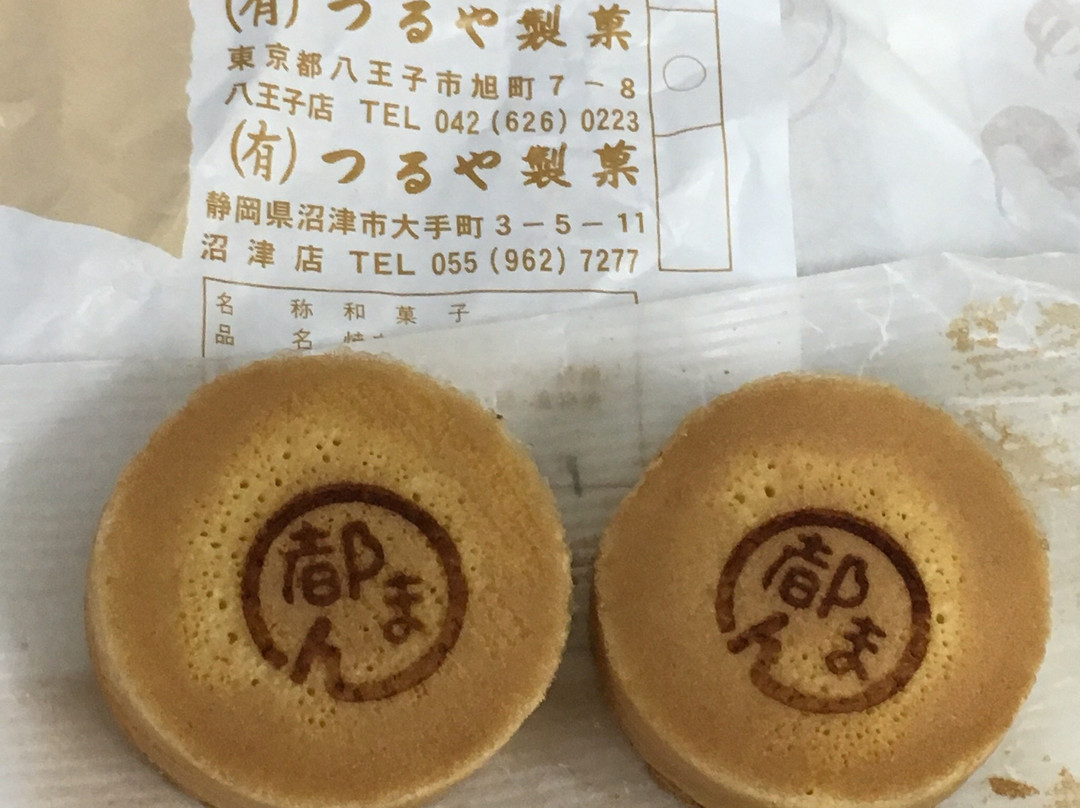 (有)つるや製菓
東京都八王子市旭町7-8
八王子店 TEL 042(626)0223
(有)つるや製菓
静岡県沼津市大手町3-5-11
沼津店 TEL 055(962)7277
名 称 和菓子
品 名 焼
都まん
都まん